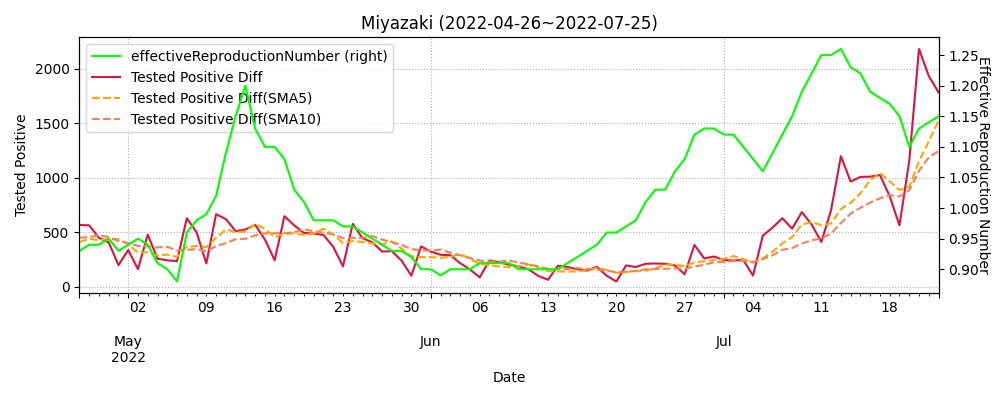 Miyazaki (2022-04-26~2022-07-25)
effectiveReproductionNumber (right)
Tested Positive Diff
Tested Positive Diff(SMA5)
Tested Positive Diff(SMA10)
Tested Positive
2000
1500
1000
500
0
Effective Reproduction Number
1.25
1.20
1.15
1.10
1.05
1.00
0.95
0.90
02 09 16 23 30 06 13 20 27 04 11 18
May Jun Jul
2022
Date